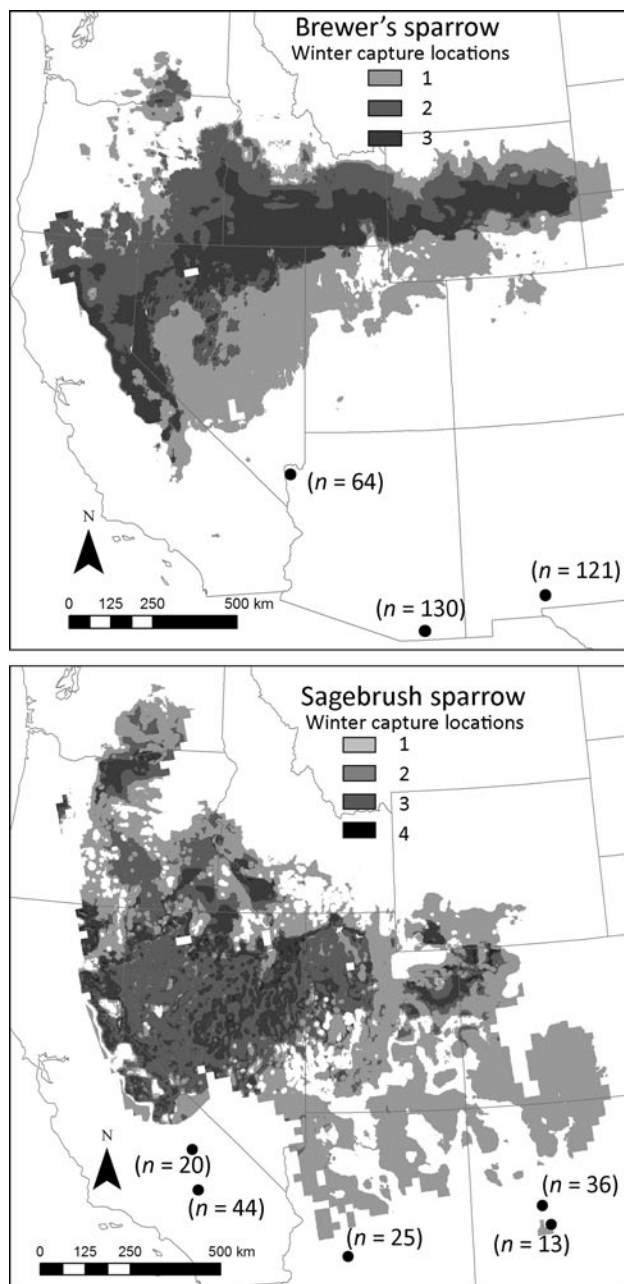 Brewer's sparrow
Winter capture locations
1
2
3
(n = 64)
(n = 121)
(n = 130)
N
0 125 250 500 km
Sagebrush sparrow
Winter capture locations
1
2
3
4
N
(n = 20)
(n = 44)
(n = 36)
(n = 25)
(n = 13)
0 125 250 500 km